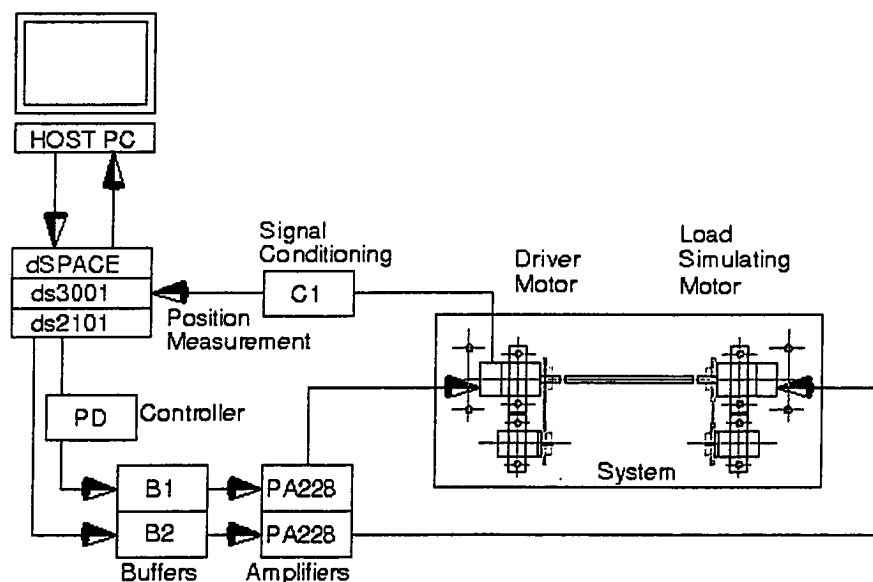 HOST PC
Signal
Conditioning
dSPACE
ds3001
ds2101
C1
Position
Measurement
Driver
Motor
Load
Simulating
Motor
PD
Controller
System
B1
B2
Buffers
PA228
PA228
Amplifiers